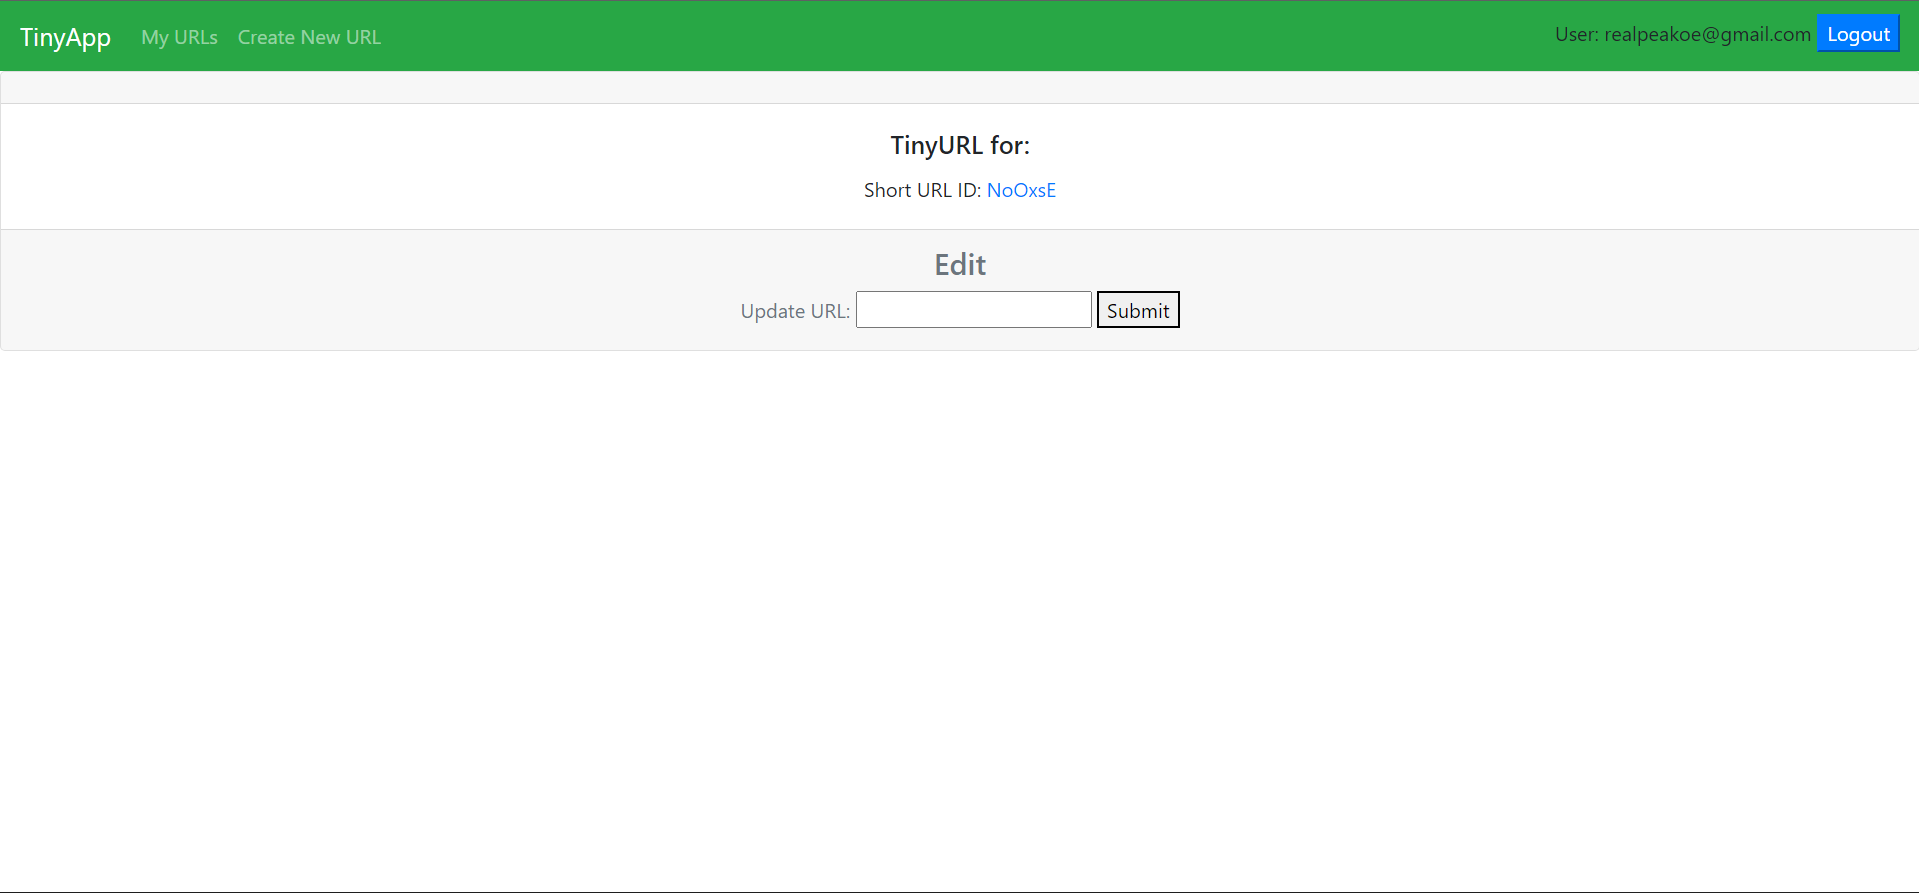 TinyApp My URLs Create New URL User: realpeakoe@gmail.com Logout
TinyURL for:
Short URL ID: NoOxsE
Edit
Update URL: Submit